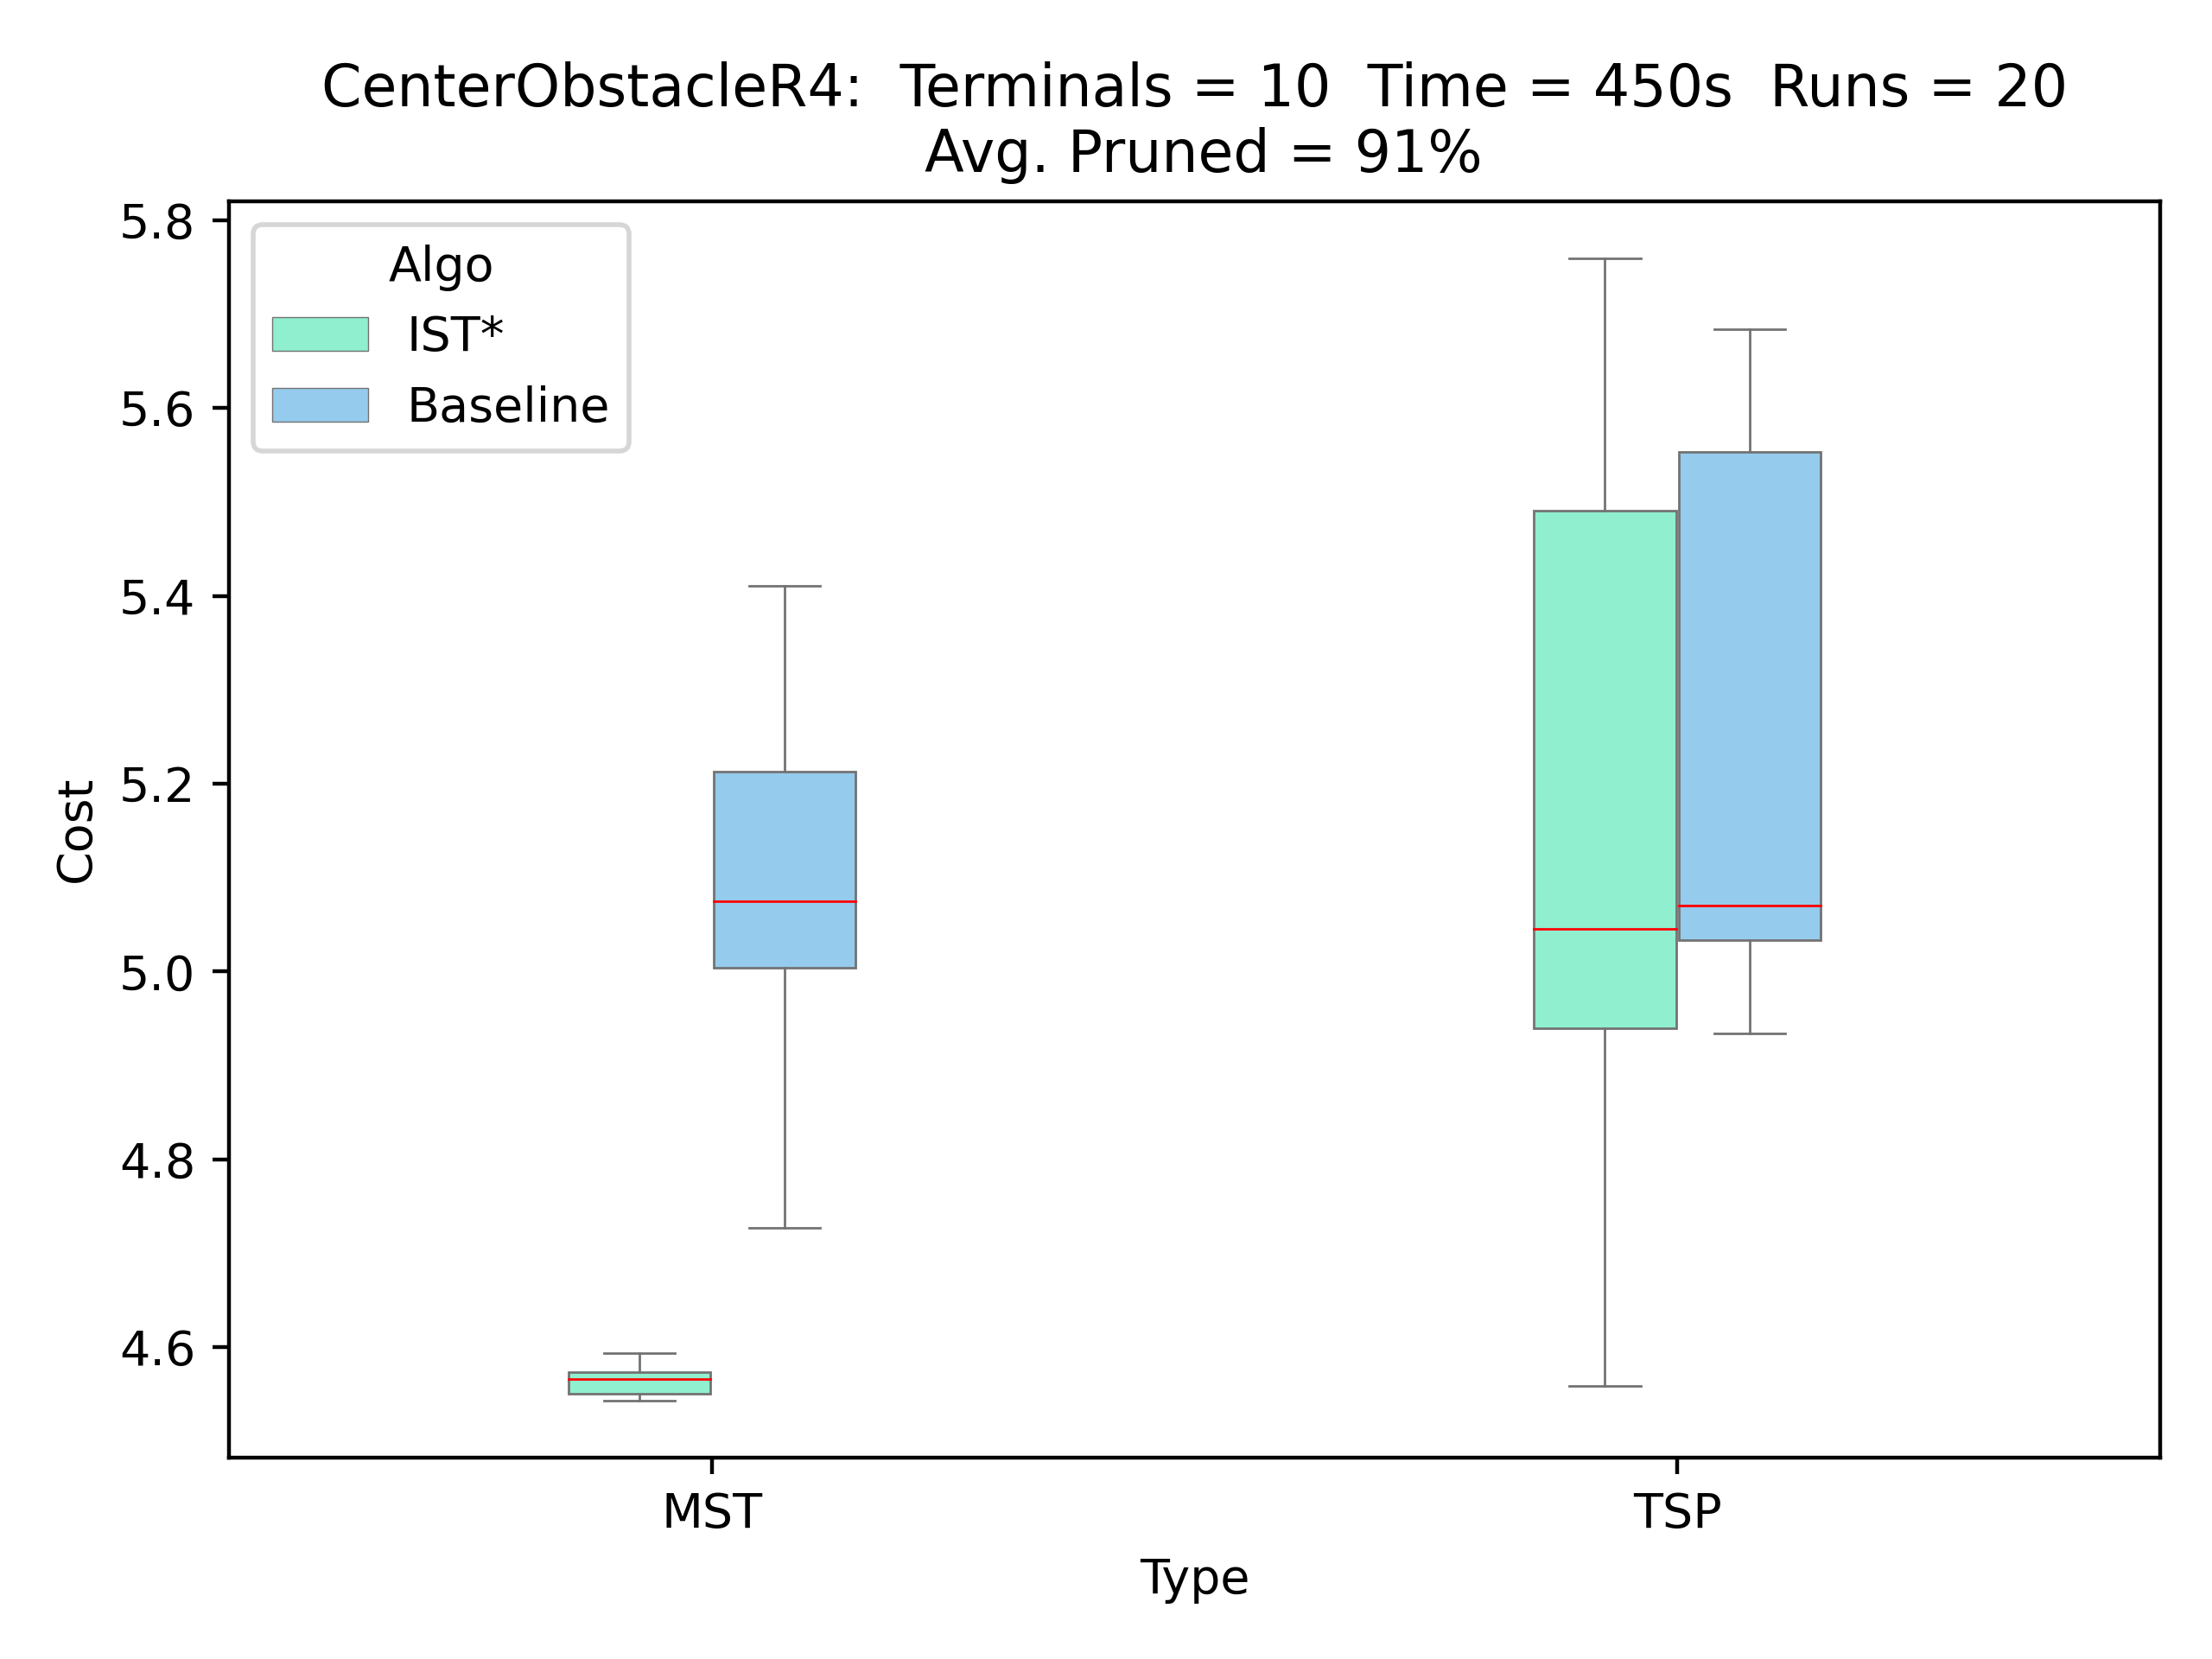 CenterObstacleR4:  Terminals = 10  Time = 450s  Runs = 20
Avg. Pruned = 91%
Algo
IST*
Baseline
Cost
5.8
5.6
5.4
5.2
5.0
4.8
4.6
MST
TSP
Type